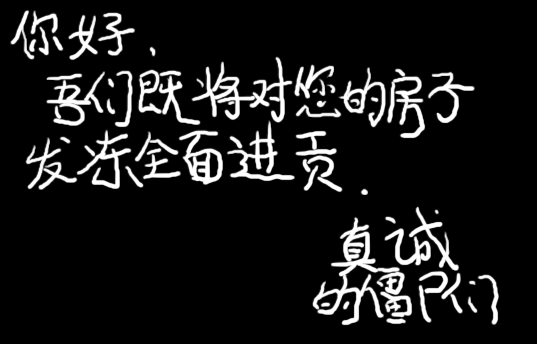 你好，
吾们既将对您的房子
发冻全面进贡.
真诚
的僵尸们